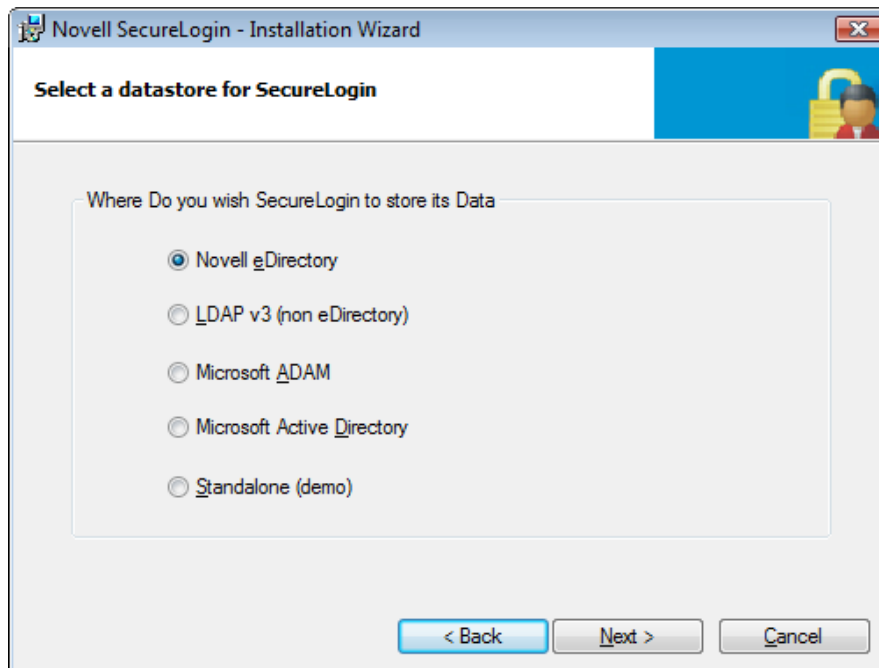 Novell SecureLogin - Installation Wizard
Select a datastore for SecureLogin
Where Do you wish SecureLogin to store its Data
Novell eDirectory
LDAP v3 (non eDirectory)
Microsoft ADAM
Microsoft Active Directory
Standalone (demo)
< Back Next > Cancel